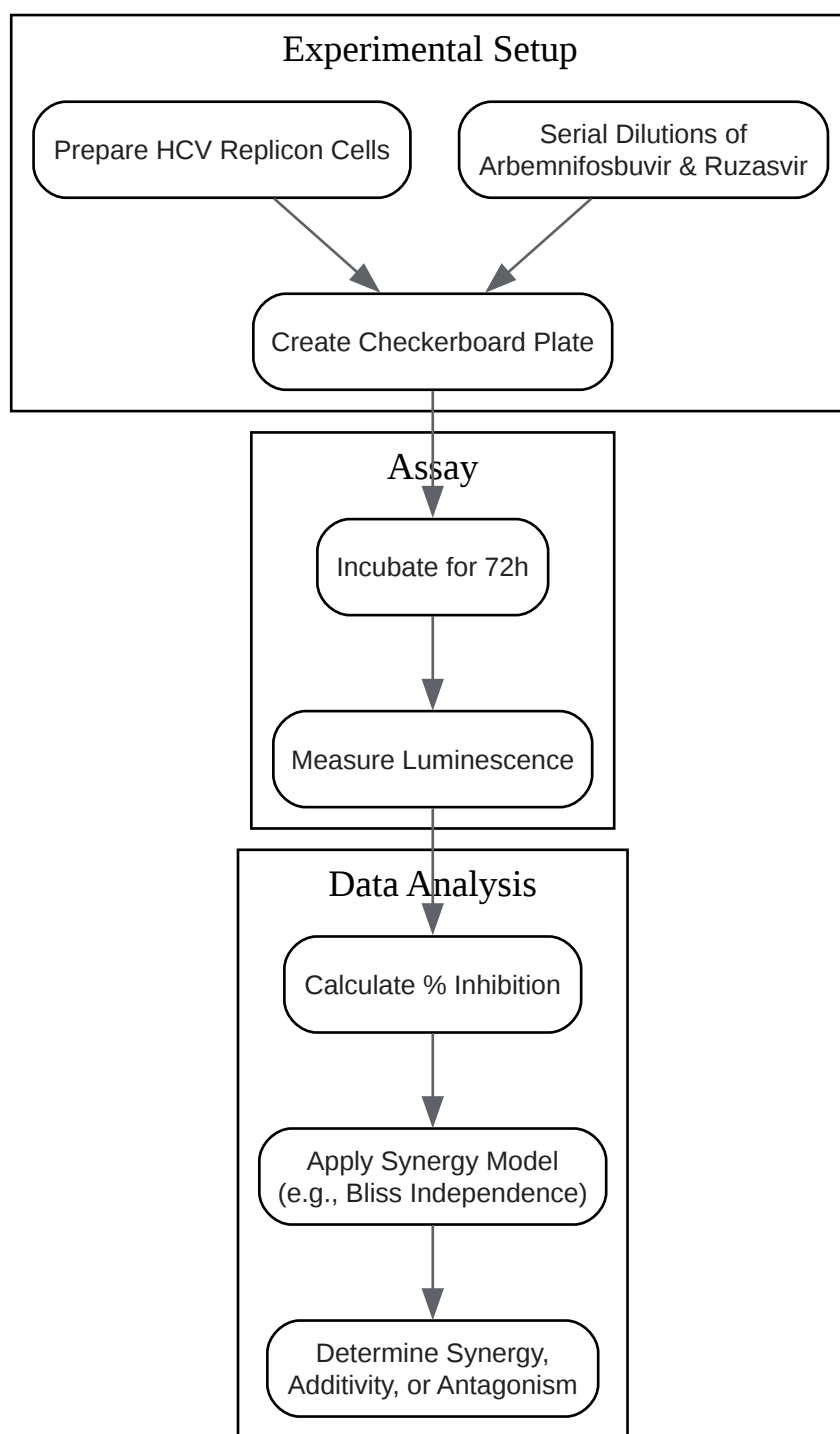 Experimental Setup
Prepare HCV Replicon Cells
Serial Dilutions of
Arbemnifosbuvir & Ruzasvir
Create Checkerboard Plate
Assay
Incubate for 72h
Measure Luminescence
Data Analysis
Calculate % Inhibition
Apply Synergy Model
(e.g., Bliss Independence)
Determine Synergy,
Additivity, or Antagonism